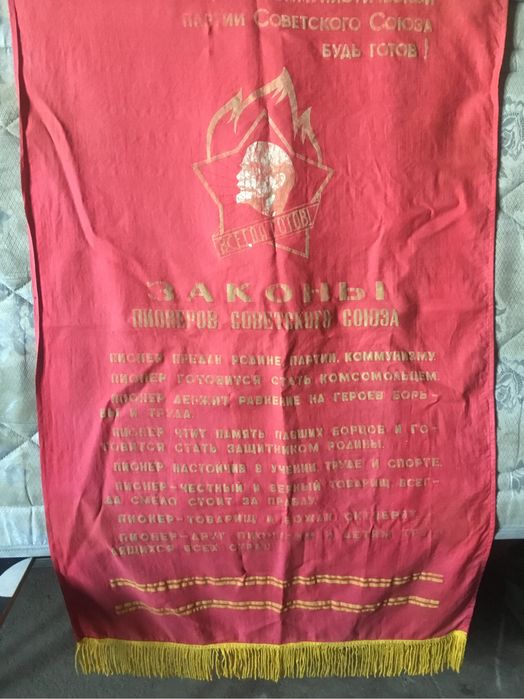 ПАРТИИ СОВЕТСКОГО СОЮЗА
БУДЬ ГОТОВ!
ВСЕГДА ГОТОВ!
ЗАКОНЫ
ПИОНЕРОВ СОВЕТСКОГО СОЮЗА
ПИОНЕР ПРЕДАН РОДИНЕ, ПАРТИИ, КОММУНИЗМУ.
ПИОНЕР ГОТОВИТСЯ СТАТЬ КОМСОМОЛЬЦЕМ.
ПИОНЕР ДЕРЖИТ РАВНЕНИЕ НА ГЕРОЕВ БОРЬ-
БЫ И ТРУДА.
ПИОНЕР ЧТИТ ПАМЯТЬ ПАВШИХ БОРЦОВ И ГО-
ТОВИТСЯ СТАТЬ ЗАЩИТНИКОМ РОДИНЫ.
ПИОНЕР НАСТОЙЧИВ В УЧЕНИИ, ТРУДЕ И СПОРТЕ.
ПИОНЕР-ЧЕСТНЫЙ И ВЕРНЫЙ ТОВАРИЩ, ВСЕГ-
ДА СМЕЛО СТОИТ ЗА ПРАВДУ.
ПИОНЕР-ТОВАРИЩ И ВОЖАК ОКТЯБРЯТ.
ПИОНЕР-ДРУГ ПИОНЕРАМ И ДЕТЯМ ТРУ-
ДЯЩИХСЯ ВСЕХ СТРАН.